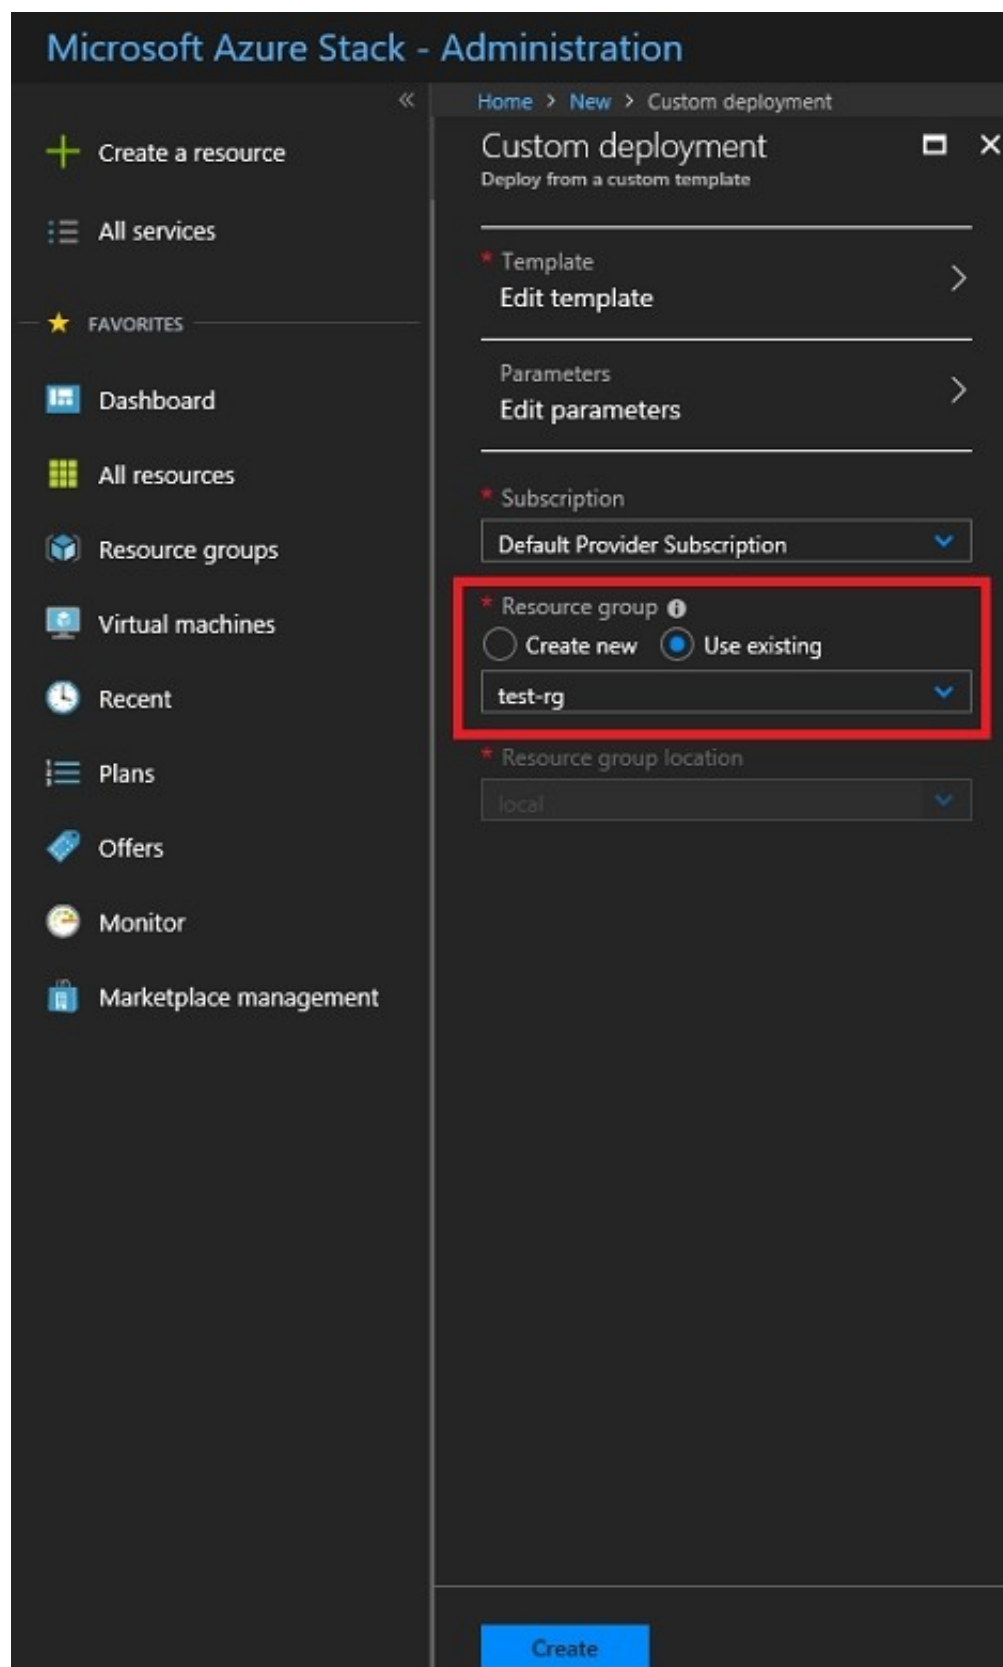 Microsoft Azure Stack - Administration
«
Home > New > Custom deployment
Create a resource
All services
FAVORITES
Dashboard
All resources
Resource groups
Virtual machines
Recent
Plans
Offers
Monitor
Marketplace management
Custom deployment
Deploy from a custom template
* Template
Edit template
Parameters
Edit parameters
* Subscription
Default Provider Subscription
* Resource group
Create new Use existing
test-rg
* Resource group location
local
Create